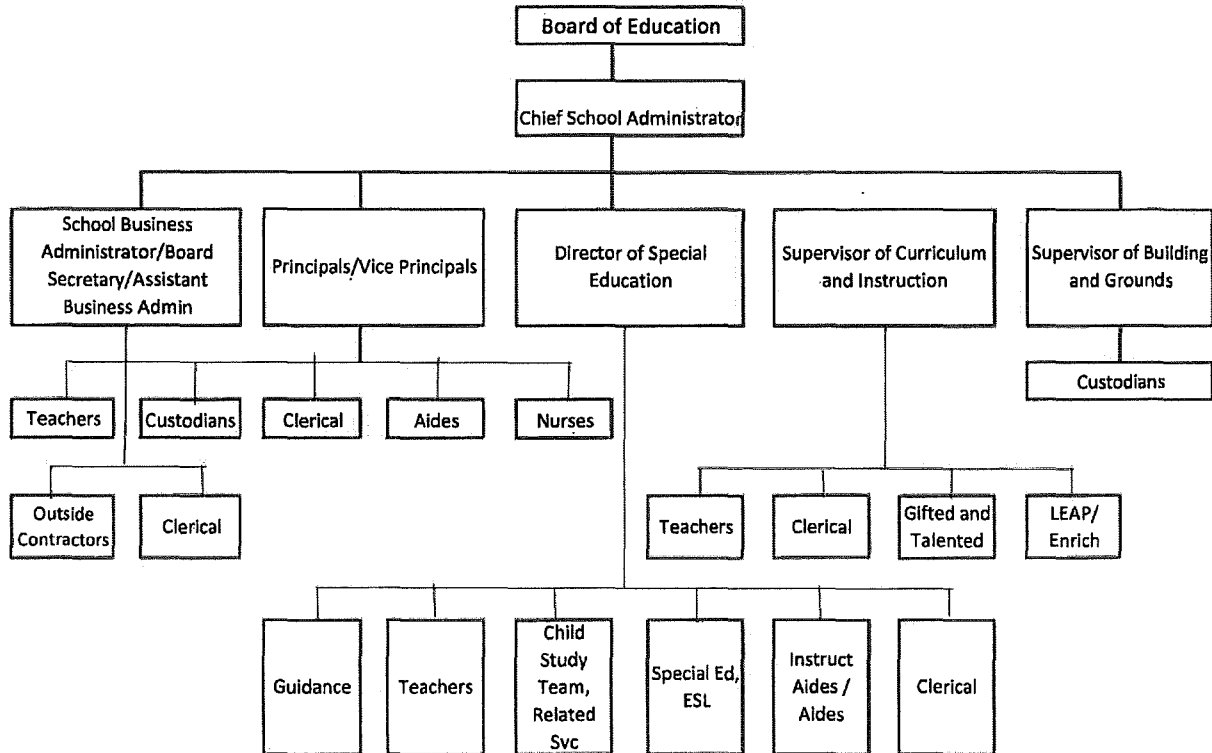 Board of Education
Chief School Administrator
School Business
Administrator/Board
Secretary/Assistant
Business Admin
Principals/Vice Principals
Director of Special
Education
Supervisor of Curriculum
and Instruction
Supervisor of Building
and Grounds
Custodians
Teachers
Custodians
Clerical
Aides
Nurses
Outside
Contractors
Clerical
Teachers
Clerical
Gifted and
Talented
LEAP/
Enrich
Guidance
Teachers
Child
Study
Team,
Related
Svc
Special Ed,
ESL
Instruct
Aides /
Aides
Clerical